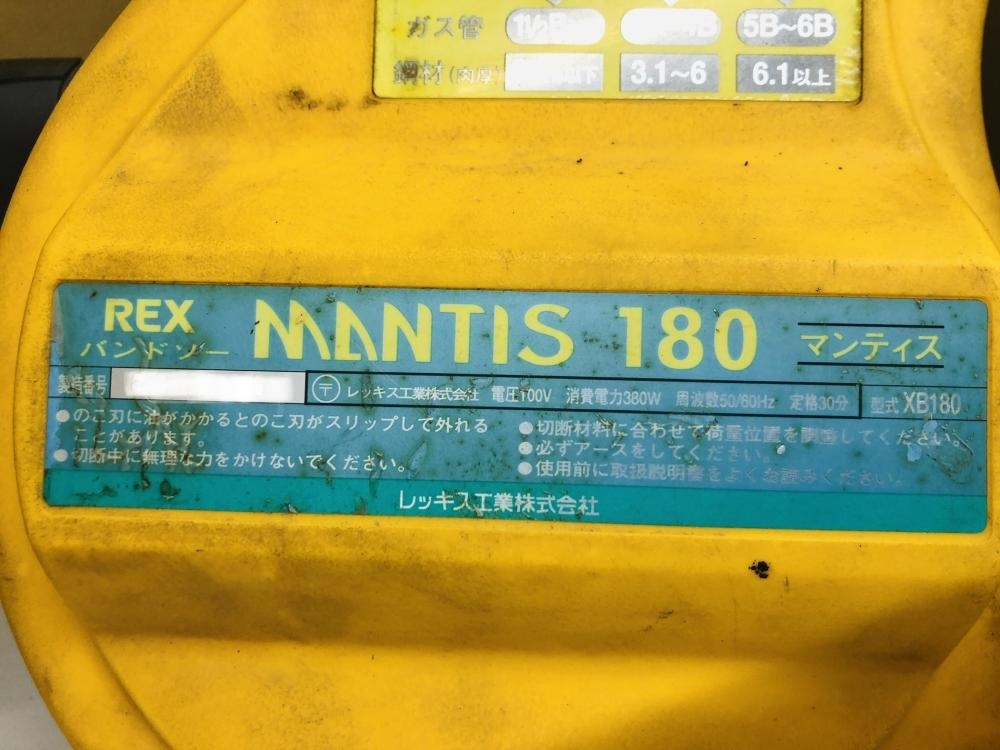 ガス管 5B~6B
鋼材(肉厚) 以下 3.1~6 6.1以上
REX MANTIS 180 マンティス
バンドソー
製造番号 〒 レッキス工業株式会社 電圧100V 消費電力380W 周波数50/60Hz 定格30分 型式 XB180
●のこ刃に油がかかるとのこ刃がスリップして外れる
ことがあります。
●切断中に無理な力をかけないでください。
●切断材料に合わせて荷重位置を調整してください。
●必ずアースをしてください。
●使用前に取扱説明書をよくお読みください。
レッキス工業株式会社